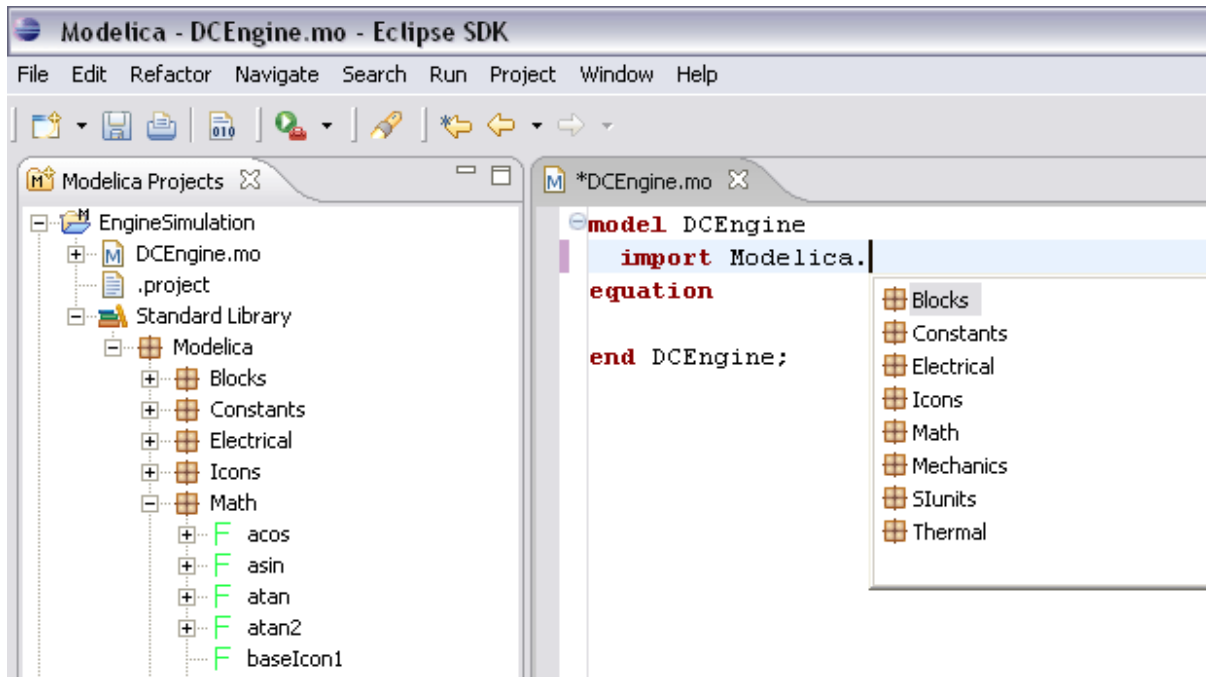 Modelica - DCEngine.mo - Eclipse SDK
File Edit Refactor Navigate Search Run Project Window Help
010
Modelica Projects
EngineSimulation
DCEngine.mo
.project
Standard Library
Modelica
Blocks
Constants
Electrical
Icons
Math
acos
asin
atan
atan2
baseIcon1
*DCEngine.mo
model DCEngine
import Modelica.
equation
end DCEngine;
Blocks
Constants
Electrical
Icons
Math
Mechanics
SIunits
Thermal